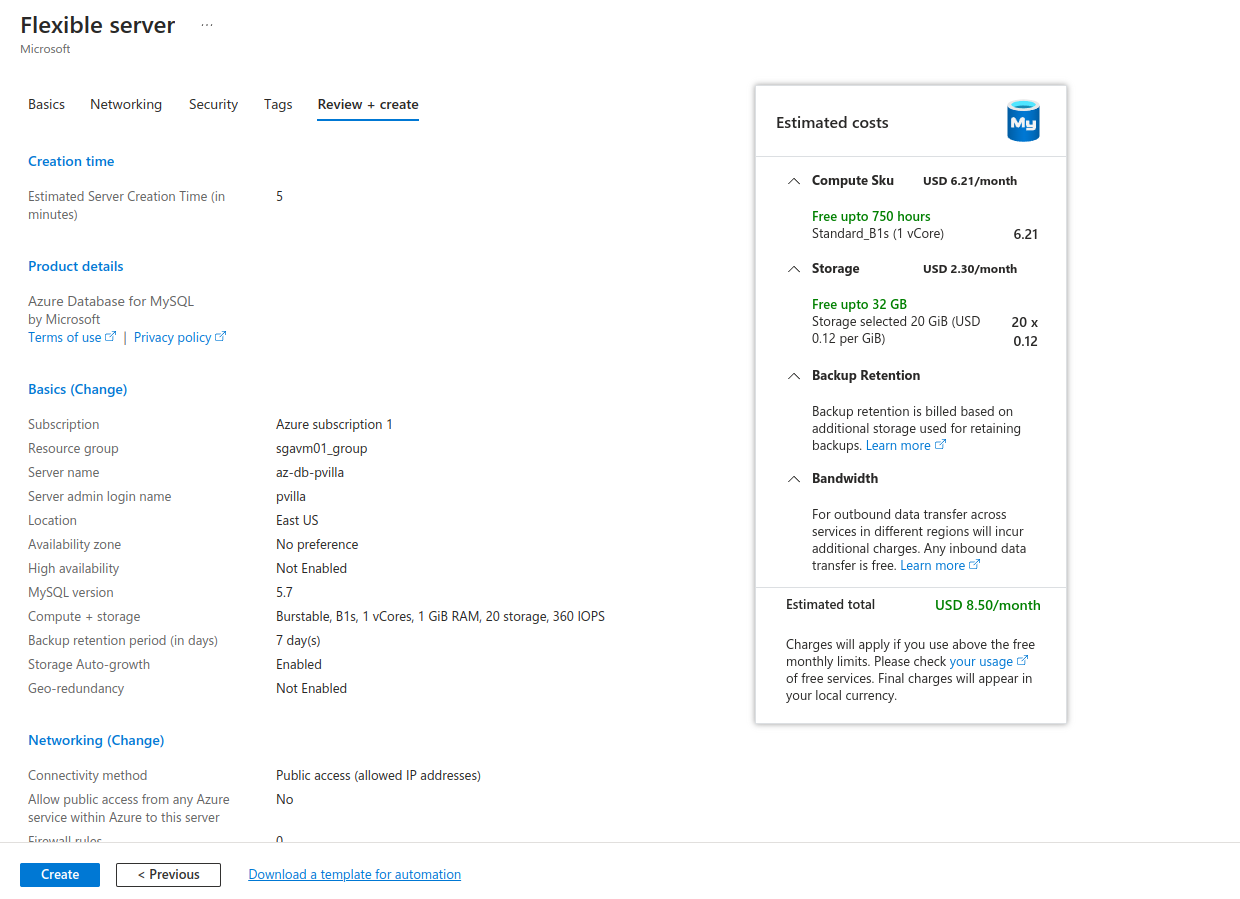 Flexible server ...
Microsoft
Basics Networking Security Tags Review + create
Creation time
Estimated Server Creation Time (in
minutes)
5
Product details
Azure Database for MySQL
by Microsoft
Terms of use | Privacy policy
Basics (Change)
Subscription Azure subscription 1
Resource group sgavm01_group
Server name az-db-pvilla
Server admin login name pvilla
Location East US
Availability zone No preference
High availability Not Enabled
MySQL version 5.7
Compute + storage Burstable, B1s, 1 vCores, 1 GiB RAM, 20 storage, 360 IOPS
Backup retention period (in days) 7 day(s)
Storage Auto-growth Enabled
Geo-redundancy Not Enabled
Networking (Change)
Connectivity method Public access (allowed IP addresses)
Allow public access from any Azure
service within Azure to this server
No
Firewall rules 0
Estimated costs
My
Compute Sku USD 6.21/month
Free upto 750 hours
Standard_B1s (1 vCore) 6.21
Storage USD 2.30/month
Free upto 32 GB
Storage selected 20 GiB (USD
0.12 per GiB)
20 x
0.12
Backup Retention
Backup retention is billed based on
additional storage used for retaining
backups. Learn more
Bandwidth
For outbound data transfer across
services in different regions will incur
additional charges. Any inbound data
transfer is free. Learn more
Estimated total USD 8.50/month
Charges will apply if you use above the free
monthly limits. Please check your usage
of free services. Final charges will appear in
your local currency.
Create < Previous Download a template for automation